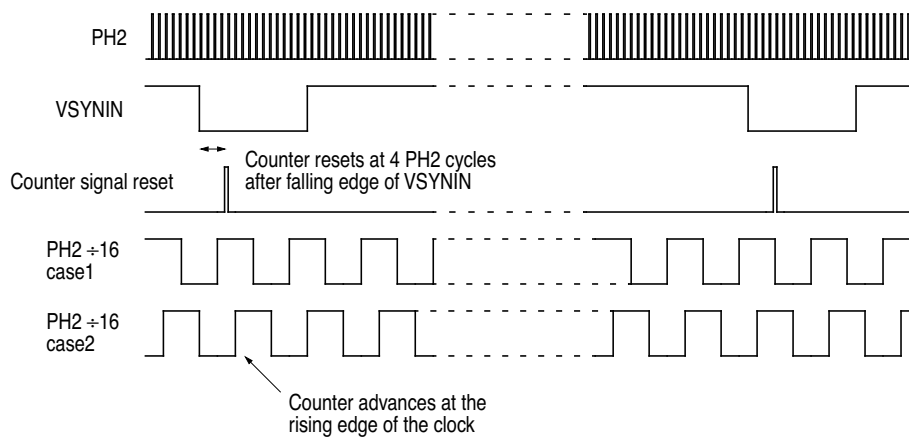 PH2
VSYNIN
Counter resets at 4 PH2 cycles
after falling edge of VSYNIN
Counter signal reset
PH2 ÷16
case1
PH2 ÷16
case2
Counter advances at the
rising edge of the clock